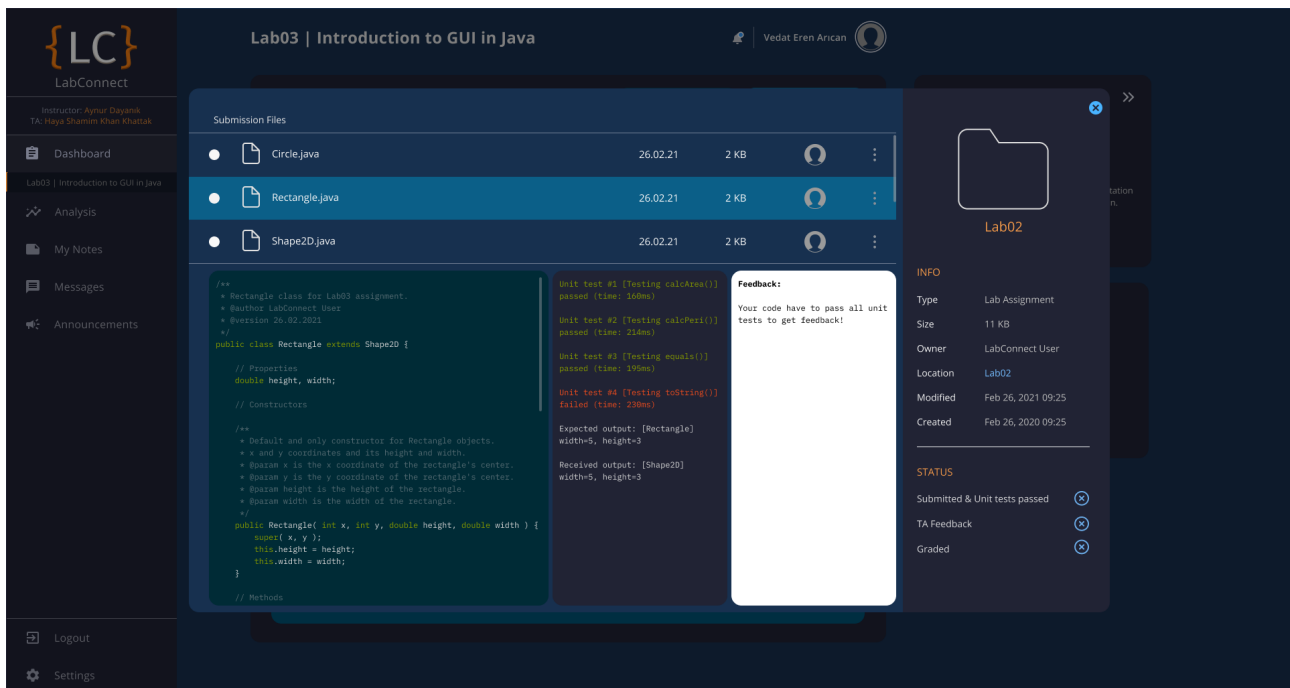 {LC}
LabConnect
Instructor: Aynur Dayanık
TA: Haya Shamim Khan Khattak
Dashboard
Lab03 | Introduction to GUI in Java
Analysis
My Notes
Messages
Announcements
Logout
Settings
Lab03 | Introduction to GUI in Java
Vedat Eren Arıcan
Submission Files
Circle.java 26.02.21 2 KB
Rectangle.java 26.02.21 2 KB
Shape2D.java 26.02.21 2 KB
/**
* Rectangle class for Lab03 assignment.
* @author LabConnect User
* @version 26.02.2021
*/
public class Rectangle extends Shape2D {
// Properties
double height, width;
// Constructors
/**
* Default and only constructor for Rectangle objects.
* x and y coordinates and its height and width.
* @param x is the x coordinate of the rectangle's center.
* @param y is the y coordinate of the rectangle's center.
* @param height is the height of the rectangle.
* @param width is the width of the rectangle.
*/
public Rectangle( int x, int y, double height, double width ) {
super( x, y );
this.height = height;
this.width = width;
}
// Methods
Unit test #1 [Testing calcArea()]
passed (time: 160ms)
Unit test #2 [Testing calcPeri()]
passed (time: 214ms)
Unit test #3 [Testing equals()]
passed (time: 195ms)
Unit test #4 [Testing toString()]
failed (time: 230ms)
Expected output: [Rectangle]
width=5, height=3
Received output: [Shape2D]
width=5, height=3
Feedback:
Your code have to pass all unit
tests to get feedback!
Lab02
INFO
Type Lab Assignment
Size 11 KB
Owner LabConnect User
Location Lab02
Modified Feb 26, 2021 09:25
Created Feb 26, 2020 09:25
STATUS
Submitted & Unit tests passed
TA Feedback
Graded
tation
n.